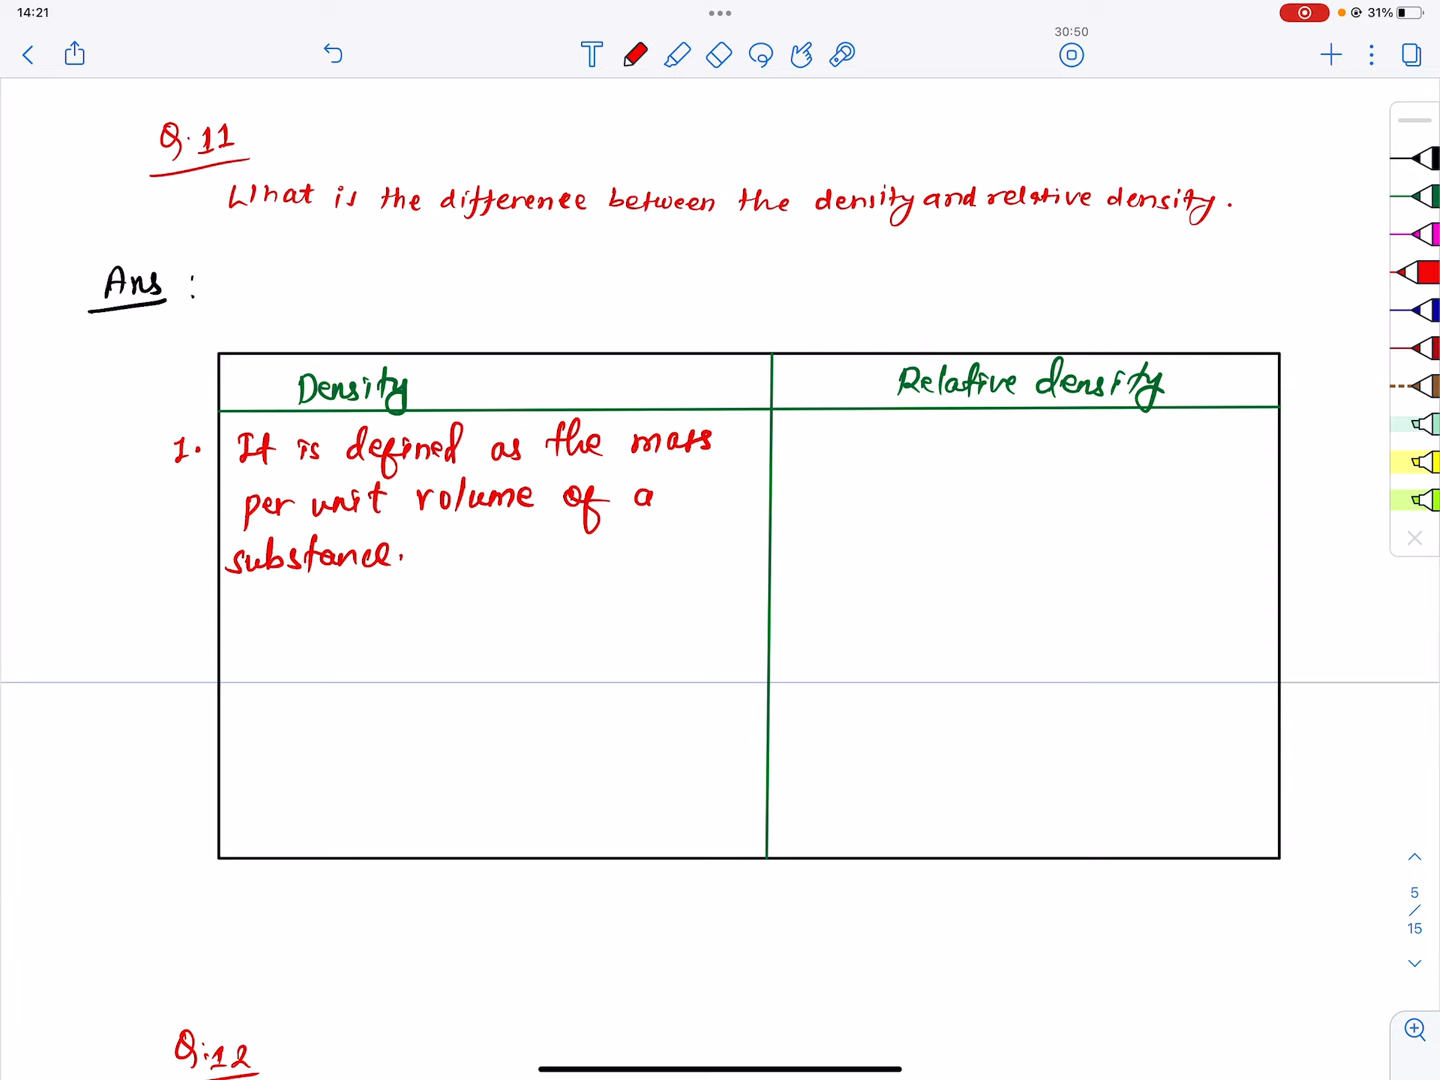 14:21
31%
30:50
Q.11
What is the difference between the density and relative density.
Ans :
Density
Relative density
1. It is defined as the mass
per unit volume of a
substance.
5
/
15
Q.12